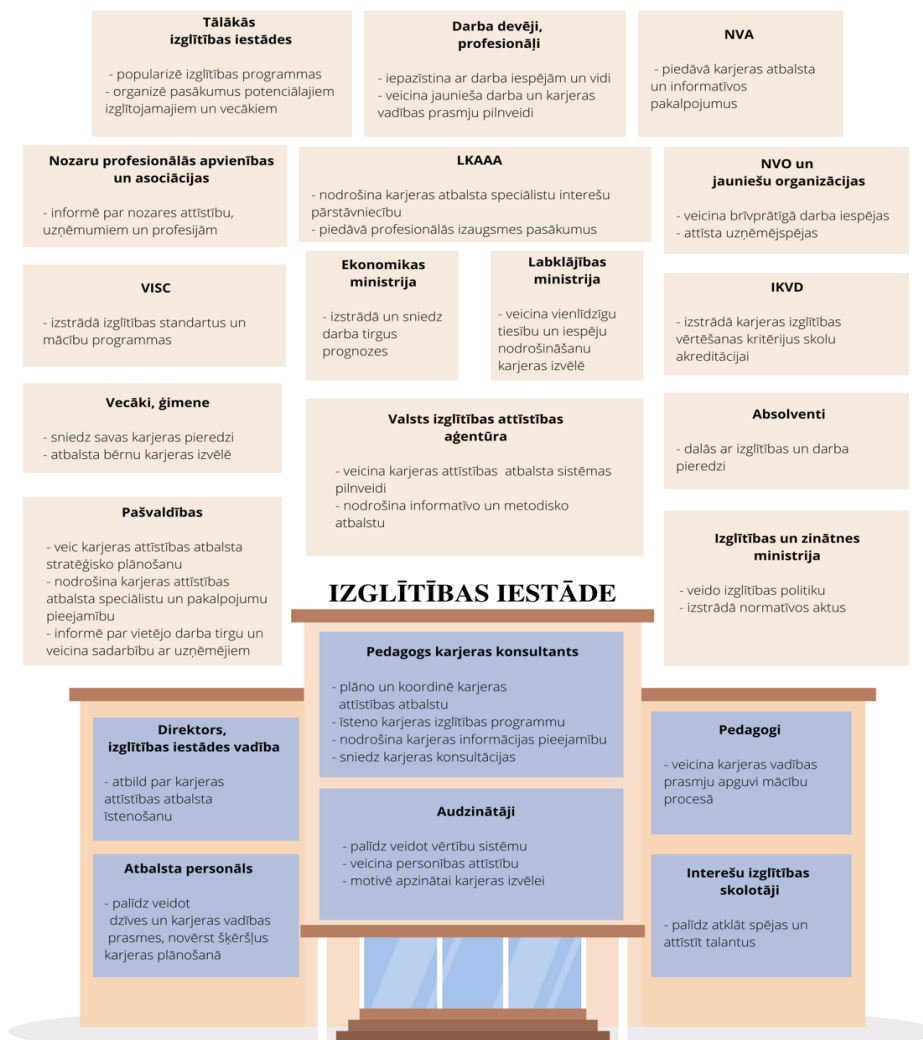 Tālākās
izglītības iestādes
- popularizē izglītības programmas
- organizē pasākumus potenciālajiem
izglītojamajiem un vecākiem
Darba devēji,
profesionāļi
- iepazīstina ar darba iespējām un vidi
- veicina jaunieša darba un karjeras
vadības prasmju pilnveidi
NVA
- piedāvā karjeras atbalsta
un informatīvos
pakalpojumus
Nozaru profesionālās apvienības
un asociācijas
- informē par nozares attīstību,
uzņēmumiem un profesijām
LKAAA
- nodrošina karjeras atbalsta speciālistu interešu
pārstāvniecību
- piedāvā profesionālās izaugsmes pasākumus
NVO un
jauniešu organizācijas
- veicina brīvprātīgā darba iespējas
- attīsta uzņēmējspējas
VISC
- izstrādā izglītības standartus un
mācību programmas
Ekonomikas
ministrija
- izstrādā un sniedz
darba tirgus
prognozes
Labklājības
ministrija
- veicina vienlīdzīgu
tiesību un iespēju
nodrošināšanu
karjeras izvēlē
IKVD
- izstrādā karjeras izglītības
vērtēšanas kritērijus skolu
akreditācijai
Vecāki, ģimene
- sniedz savas karjeras pieredzi
- atbalsta bērnu karjeras izvēlē
Valsts izglītības attīstības
aģentūra
- veicina karjeras attīstības atbalsta sistēmas
pilnveidi
- nodrošina informatīvo un metodisko
atbalstu
Absolventi
- dalās ar izglītības un darba
pieredzi
Pašvaldības
- veic karjeras attīstības atbalsta
stratēģisko plānošanu
- nodrošina karjeras attīstības
atbalsta speciālistu un pakalpojumu
pieejamību
- informē par vietējo darba tirgu un
veicina sadarbību ar uzņēmējiem
Izglītības un zinātnes
ministrija
- veido izglītības politiku
- izstrādā normatīvos aktus
IZGLĪTĪBAS IESTĀDE
Pedagogs karjeras konsultants
- plāno un koordinē karjeras
attīstības atbalstu
- īsteno karjeras izglītības programmu
- nodrošina karjeras informācijas pieejamību
- sniedz karjeras konsultācijas
Direktors,
izglītības iestādes vadība
- atbild par karjeras
attīstības atbalsta
īstenošanu
Pedagogi
- veicina karjeras vadības
prasmju apguvi mācību
procesā
Audzinātāji
- palīdz veidot vērtību sistēmu
- veicina personības attīstību
- motivē apzinātai karjeras izvēlei
Atbalsta personāls
- palīdz veidot
dzīves un karjeras vadības
prasmes, novērst šķēršļus
karjeras plānošanā
Interešu izglītības
skolotāji
- palīdz atklāt spējas un
attīstīt talantus